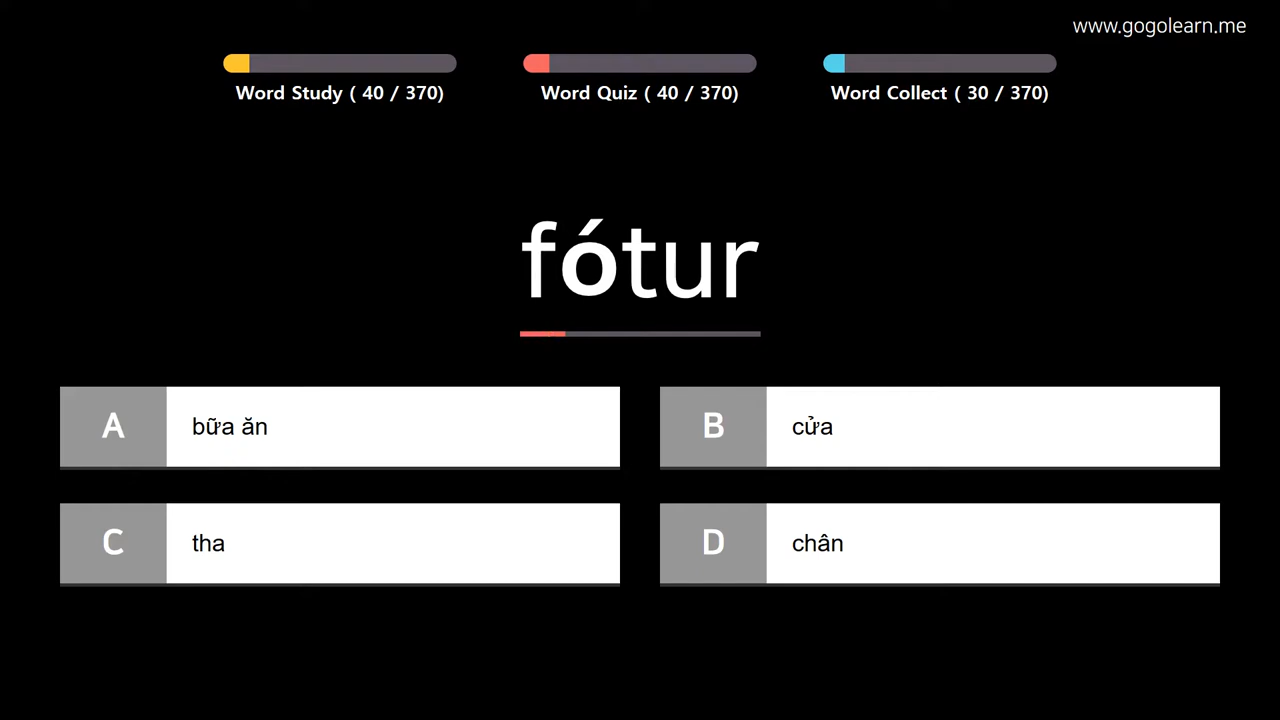 www.gogolearn.me
Word Study ( 40 / 370)
Word Quiz ( 40 / 370)
Word Collect ( 30 / 370)
fótur
A bữa ăn
B cửa
C tha
D chân